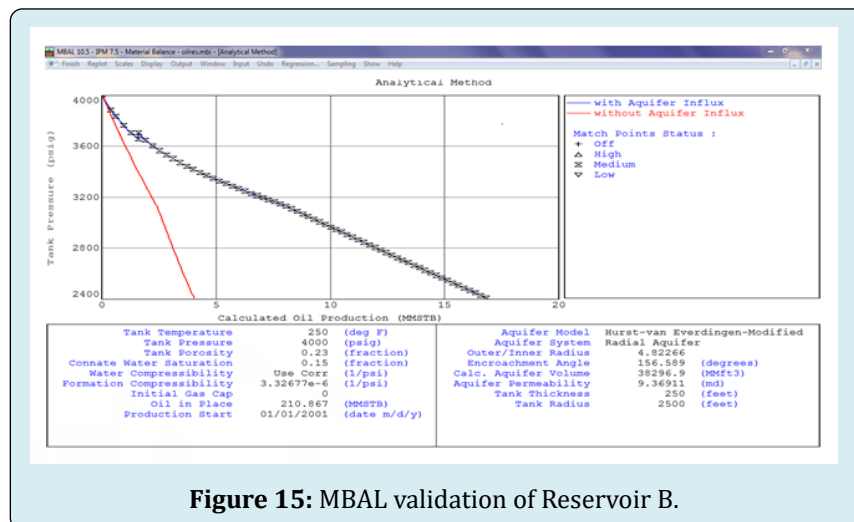 MBAL 10.5 - IPM 7.5 - Material Balance - oilres.mbi - [Analytical Method]
Finish Replot Scales Display Output Window Input Undo Regression... Sampling Show Help
Analytical Method
Tank Pressure (psig)
4000
3600
3200
2800
2400
0 5 10 15 20
Calculated Oil Production (MMSTB)
with Aquifer Influx
without Aquifer Influx
Match Points Status :
Off
High
Medium
Low
Tank Temperature 250 (deg F)
Tank Pressure 4000 (psig)
Tank Porosity 0.23 (fraction)
Connate Water Saturation 0.15 (fraction)
Water Compressibility Use Corr (1/psi)
Formation Compressibility 3.32677e-6 (1/psi)
Initial Gas Cap 0
Oil in Place 210.867 (MMSTB)
Production Start 01/01/2001 (date m/d/y)
Aquifer Model Hurst-van Everdingen-Modified
Aquifer System Radial Aquifer
Outer/Inner Radius 4.82266
Encroachment Angle 156.589 (degrees)
Calc. Aquifer Volume 38296.9 (MMft3)
Aquifer Permeability 9.36911 (md)
Tank Thickness 250 (feet)
Tank Radius 2500 (feet)
Figure 15: MBAL validation of Reservoir B.